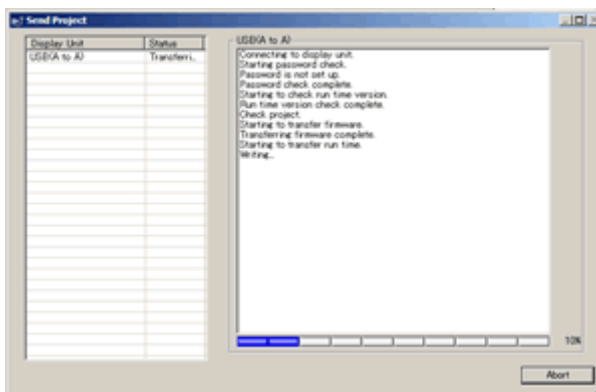 Send Project
Display Unit Status
USB(A to A) Transferri...
USB(A to A)
Connecting to display unit.
Starting password check.
Password is not set up.
Password check complete.
Starting to check run time version.
Run time version check complete.
Check project.
Starting to transfer firmware.
Transferring firmware complete.
Starting to transfer run time.
Writing...
10%
Abort